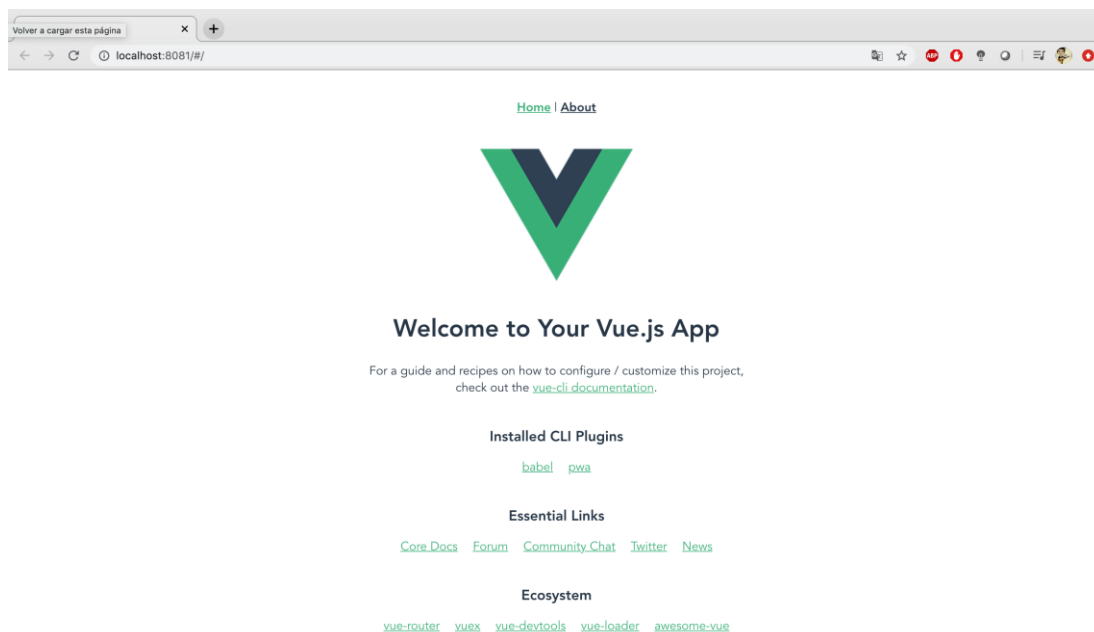 Volver a cargar esta página
localhost:8081/#/
ABP
Home | About
Welcome to Your Vue.js App
For a guide and recipes on how to configure / customize this project,
check out the vue-cli documentation.
Installed CLI Plugins
babel pwa
Essential Links
Core Docs Forum Community Chat Twitter News
Ecosystem
vue-router vuex vue-devtools vue-loader awesome-vue